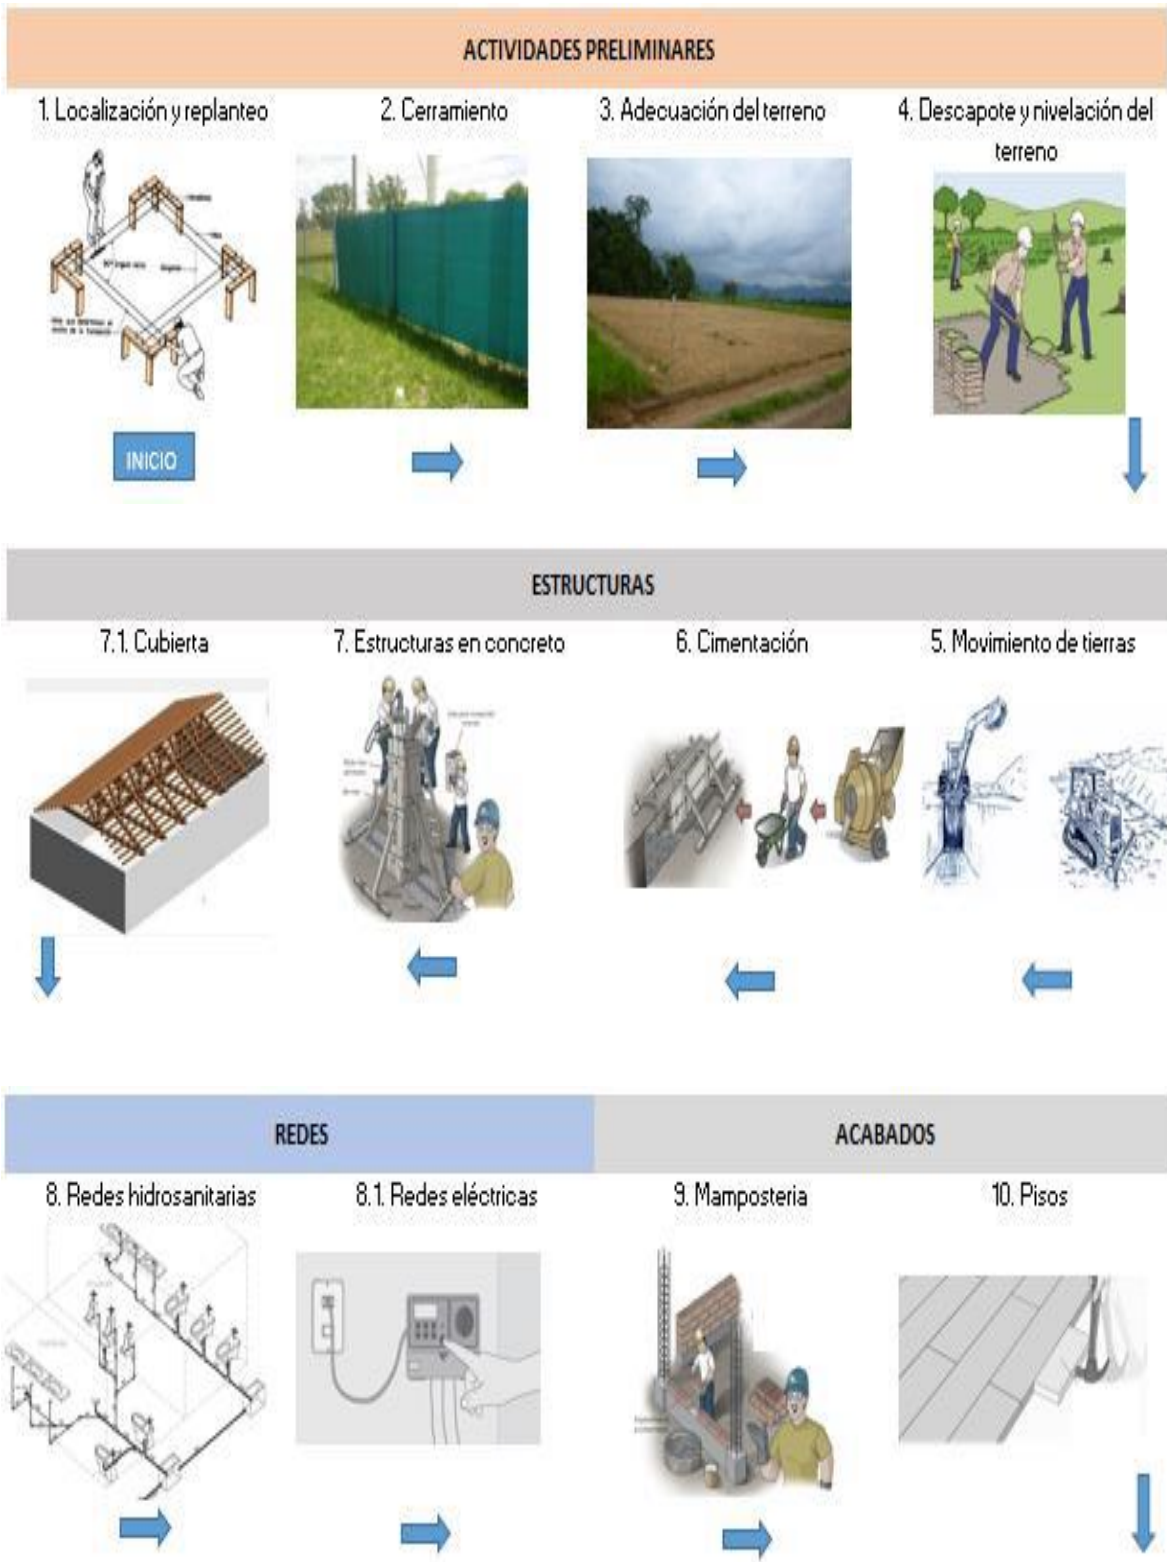 ACTIVIDADES PRELIMINARES
1. Localización y replanteo
2. Cerramiento
3. Adecuación del terreno
4. Descapote y nivelación del
terreno
INICIO
ESTRUCTURAS
7.1. Cubierta
7. Estructuras en concreto
6. Cimentación
5. Movimiento de tierras
REDES
ACABADOS
8. Redes hidrosanitarias
8.1. Redes eléctricas
9. Mamposteria
10. Pisos